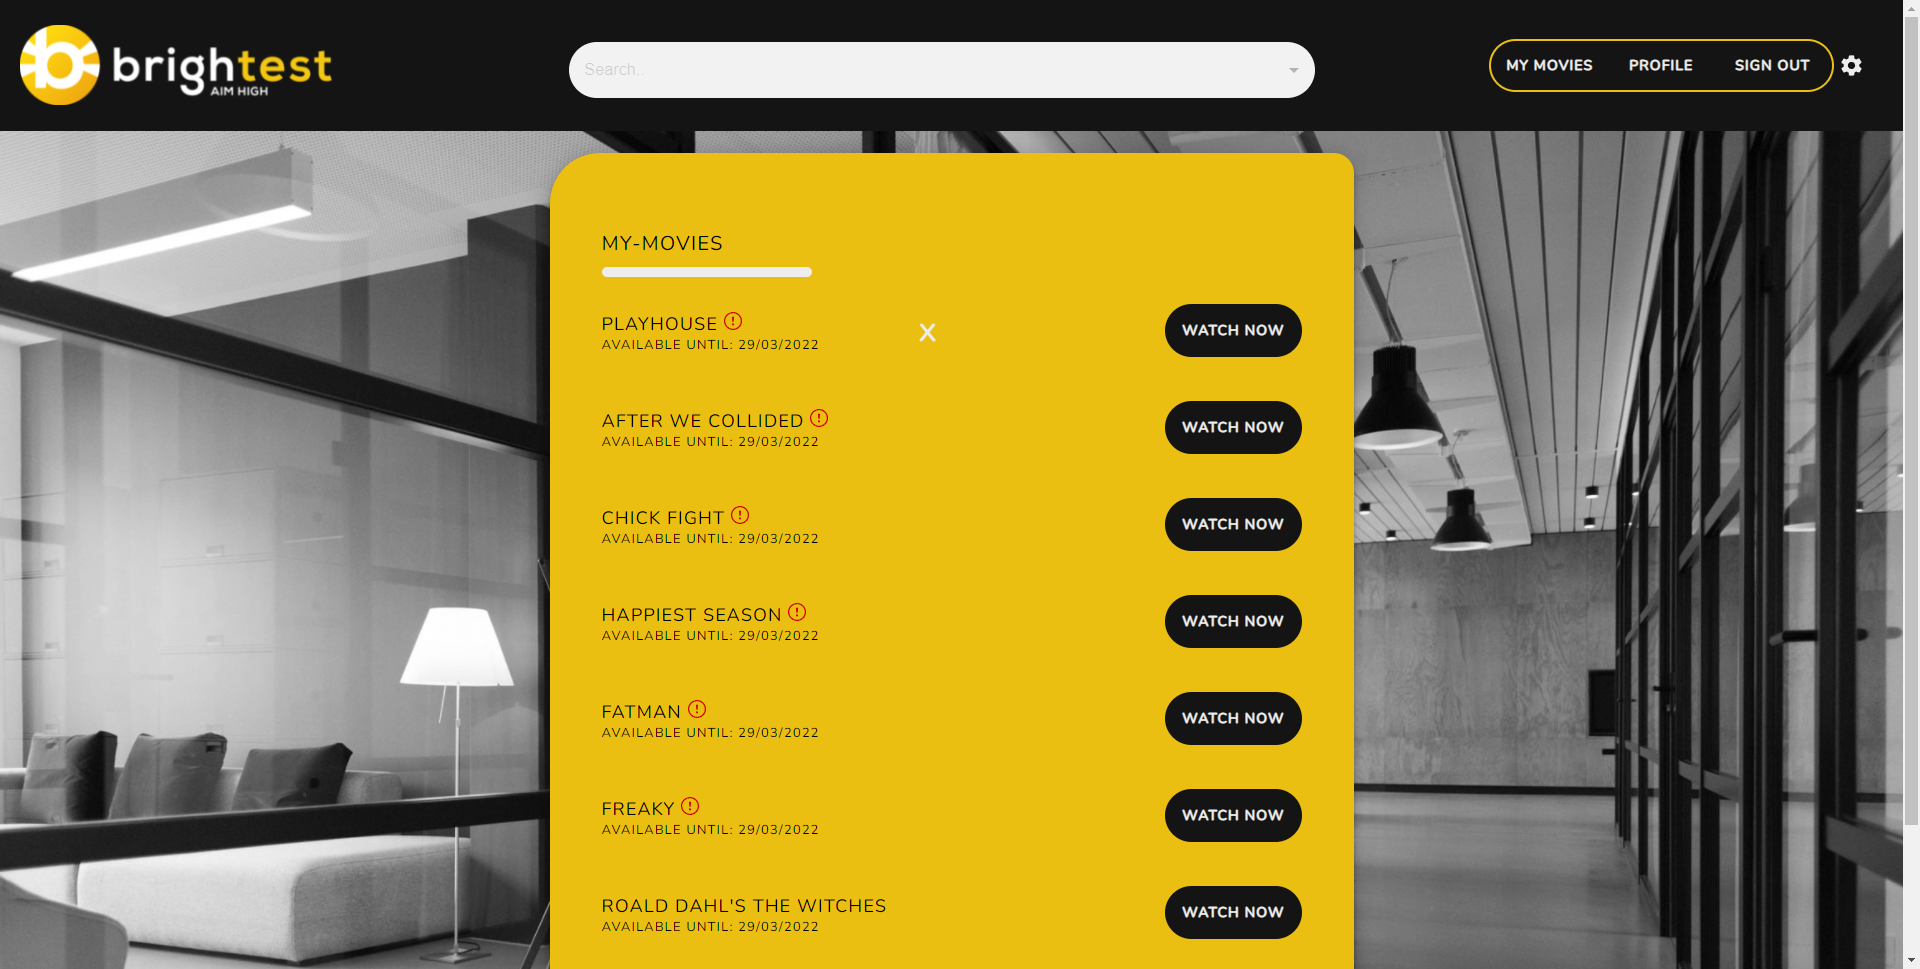 brightest
AIM HIGH
Search..
MY MOVIES
PROFILE
SIGN OUT
MY-MOVIES
PLAYHOUSE
AVAILABLE UNTIL: 29/03/2022
X
WATCH NOW
AFTER WE COLLIDED
AVAILABLE UNTIL: 29/03/2022
WATCH NOW
CHICK FIGHT
AVAILABLE UNTIL: 29/03/2022
WATCH NOW
HAPPIEST SEASON
AVAILABLE UNTIL: 29/03/2022
WATCH NOW
FATMAN
AVAILABLE UNTIL: 29/03/2022
WATCH NOW
FREAKY
AVAILABLE UNTIL: 29/03/2022
WATCH NOW
ROALD DAHL'S THE WITCHES
AVAILABLE UNTIL: 29/03/2022
WATCH NOW